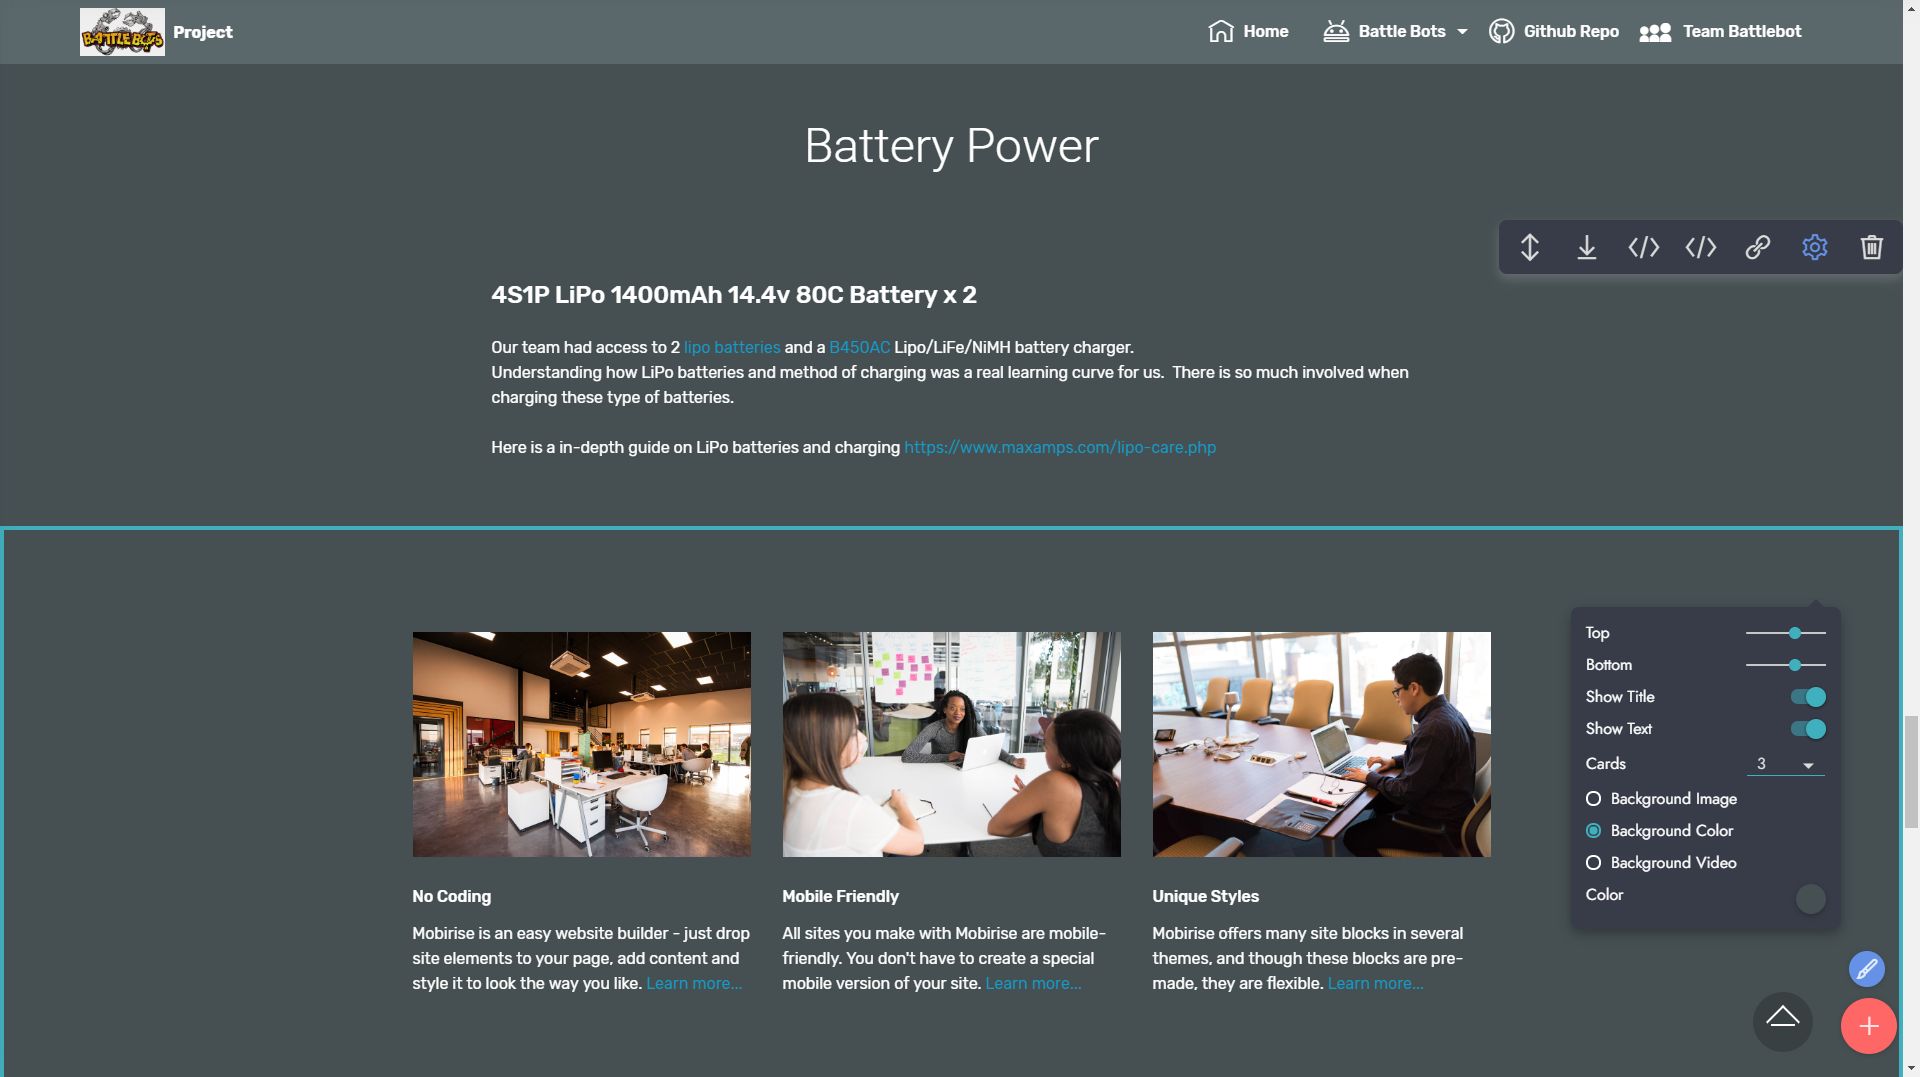 BATTLEBOTS
Project
Home
Battle Bots
Github Repo
Team Battlebot
Battery Power
4S1P LiPo 1400mAh 14.4v 80C Battery x 2
Our team had access to 2 lipo batteries and a B450AC Lipo/LiFe/NiMH battery charger.
Understanding how LiPo batteries and method of charging was a real learning curve for us.  There is so much involved when
charging these type of batteries.
Here is a in-depth guide on LiPo batteries and charging https://www.maxamps.com/lipo-care.php
Top
Bottom
Show Title
Show Text
Cards 3
Background Image
Background Color
Background Video
Color
No Coding
Mobirise is an easy website builder - just drop
site elements to your page, add content and
style it to look the way you like. Learn more...
Mobile Friendly
All sites you make with Mobirise are mobile-
friendly. You don't have to create a special
mobile version of your site. Learn more...
Unique Styles
Mobirise offers many site blocks in several
themes, and though these blocks are pre-
made, they are flexible. Learn more...